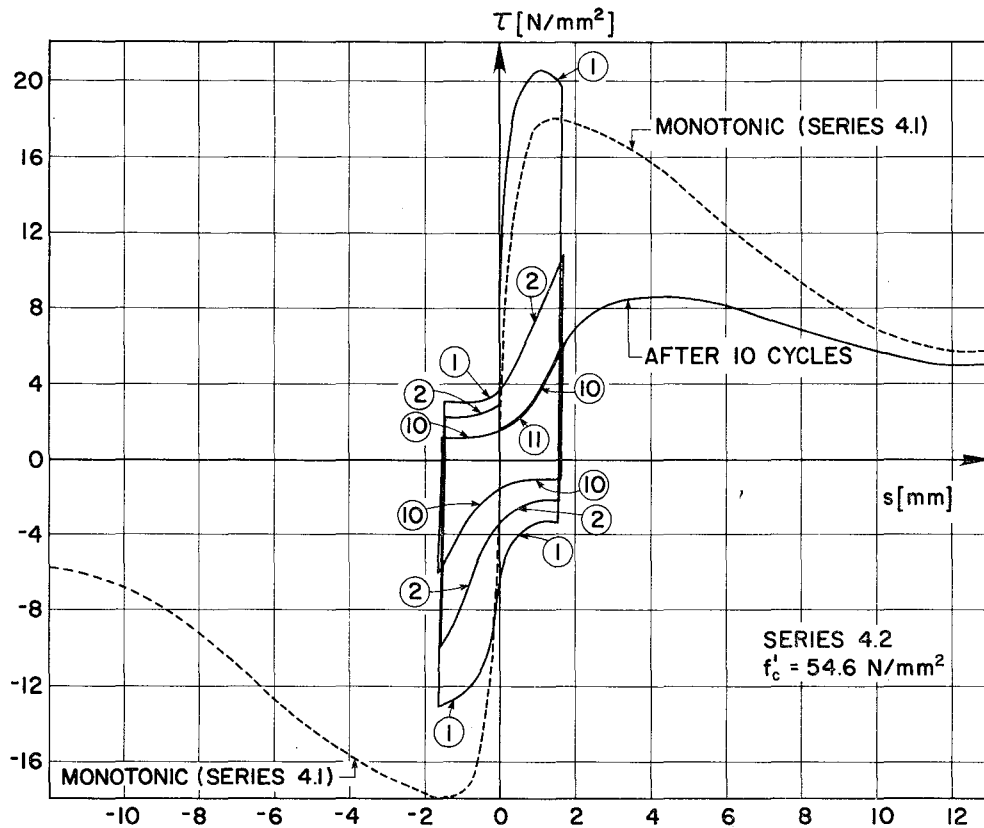 τ [N/mm²]
20
16
12
8
4
0
-4
-8
-12
-16
1
MONOTONIC (SERIES 4.1)
2
AFTER 10 CYCLES
1
2
10
10
11
s [mm]
10
10
2
1
2
1
SERIES 4.2
f'c = 54.6 N/mm²
MONOTONIC (SERIES 4.1)
-10 -8 -6 -4 -2 0 2 4 6 8 10 12